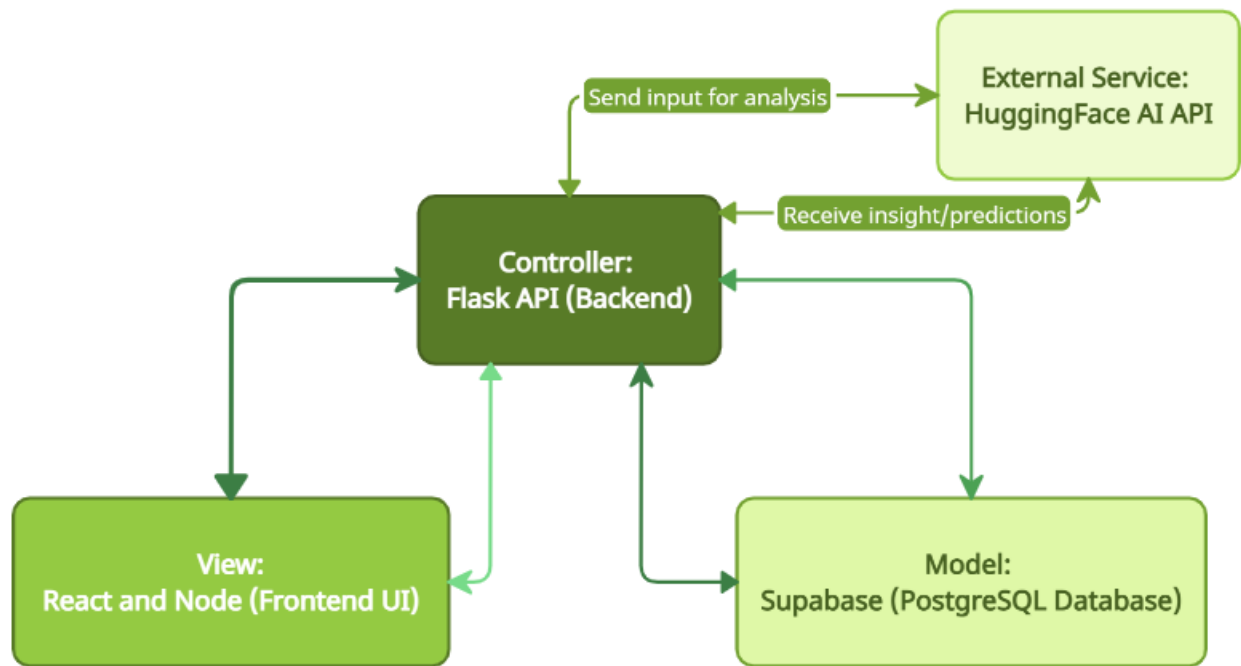 External Service:
HuggingFace AI API
Send input for analysis
Receive insight/predictions
Controller:
Flask API (Backend)
View:
React and Node (Frontend UI)
Model:
Supabase (PostgreSQL Database)